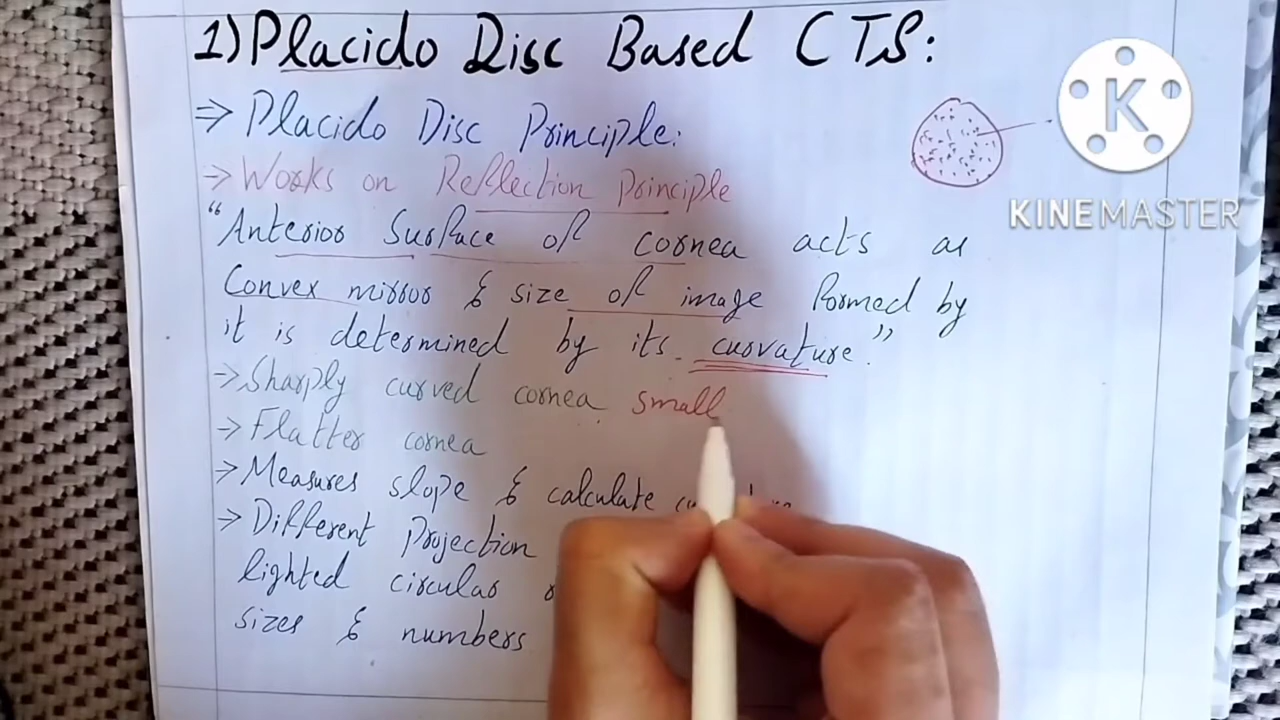 1) Placido Disc Based CTS:
⇒ Placido Disc Principle:
→ Works on Reflection Principle
"Anterior Surface of cornea acts as
Convex mirror & size of image formed by
it is determined by its curvature."
→ Sharply curved cornea small
→ Flatter cornea
→ Measures slope & calculate
→ Different Projection
lighted circular
sizes & numbers
K
KINEMASTER